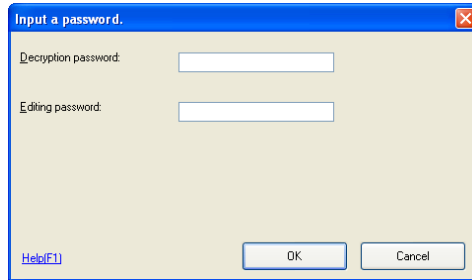 Input a password.
Decryption password:
Editing password:
Help(F1)
OK
Cancel